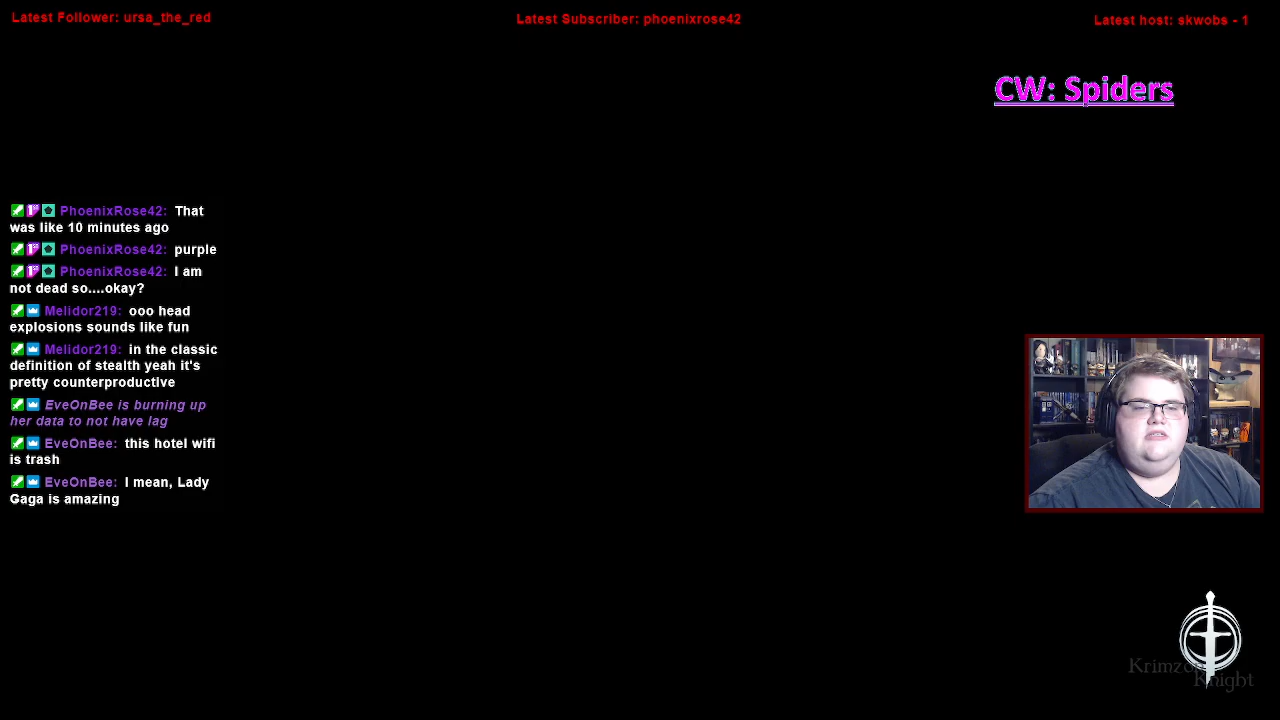 Latest Follower: ursa_the_red
Latest Subscriber: phoenixrose42
Latest host: skwobs - 1
CW: Spiders
PhoenixRose42: That
was like 10 minutes ago
PhoenixRose42: purple
PhoenixRose42: I am
not dead so....okay?
Melidor219: ooo head
explosions sounds like fun
Melidor219: in the classic
definition of stealth yeah it's
pretty counterproductive
EveOnBee is burning up
her data to not have lag
EveOnBee: this hotel wifi
is trash
EveOnBee: I mean, Lady
Gaga is amazing
Krimzon
Knight